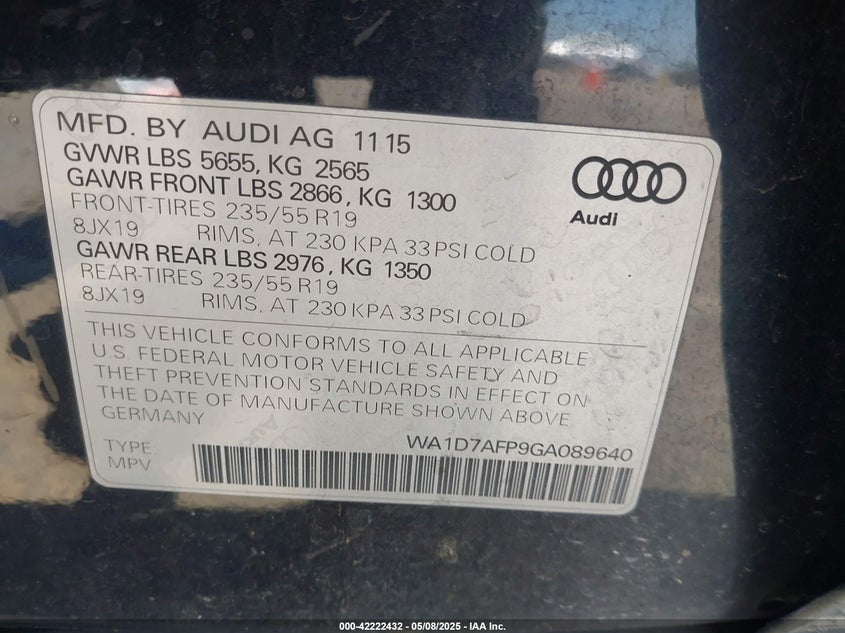 MFD. BY AUDI AG 11 15
GVWR LBS 5655, KG 2565
GAWR FRONT LBS 2866, KG 1300
FRONT-TIRES 235/55 R19
8JX19 RIMS, AT 230 KPA 33 PSI COLD
GAWR REAR LBS 2976, KG 1350
REAR-TIRES 235/55 R19
8JX19 RIMS, AT 230 KPA 33 PSI COLD
Audi
THIS VEHICLE CONFORMS TO ALL APPLICABLE
U.S. FEDERAL MOTOR VEHICLE SAFETY AND
THEFT PREVENTION STANDARDS IN EFFECT ON
THE DATE OF MANUFACTURE SHOWN ABOVE.
GERMANY
WA1D7AFP9GA089640
TYPE:
MPV
000-42222432 - 05/08/2025 - IAA Inc.